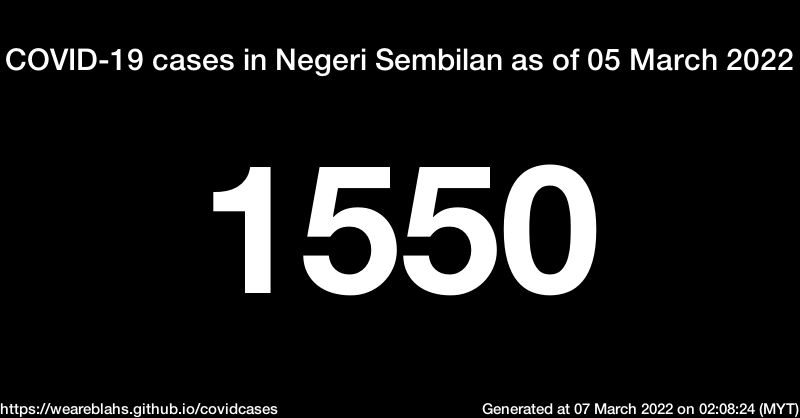 COVID-19 cases in Negeri Sembilan as of 05 March 2022
1550
https://weareblahs.github.io/covidcases
Generated at 07 March 2022 on 02:08:24 (MYT)